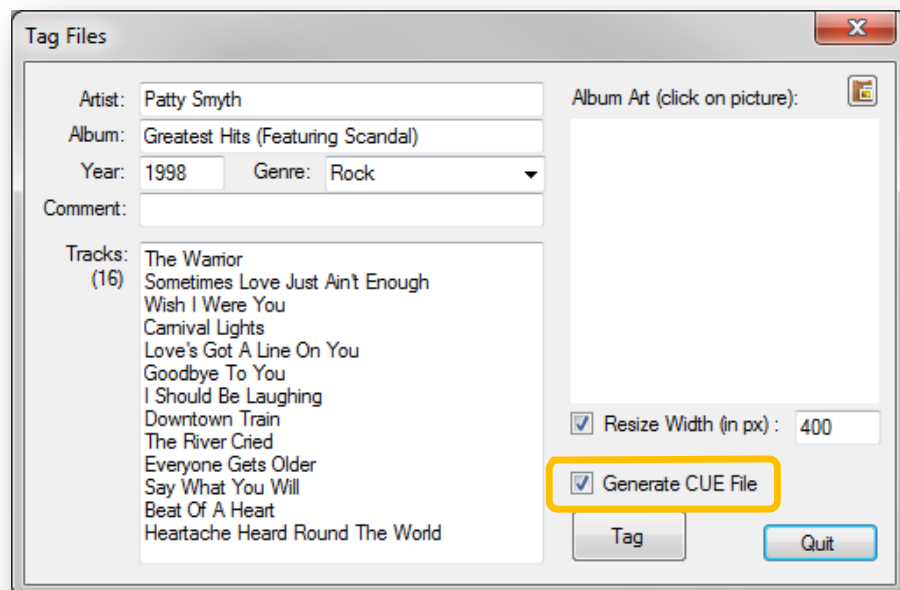 Tag Files
Artist: Patty Smyth
Album: Greatest Hits (Featuring Scandal)
Year: 1998 Genre: Rock
Comment:
Tracks:
(16)
The Warrior
Sometimes Love Just Ain't Enough
Wish I Were You
Carnival Lights
Love's Got A Line On You
Goodbye To You
I Should Be Laughing
Downtown Train
The River Cried
Everyone Gets Older
Say What You Will
Beat Of A Heart
Heartache Heard Round The World
Album Art (click on picture):
Resize Width (in px) : 400
Generate CUE File
Tag
Quit